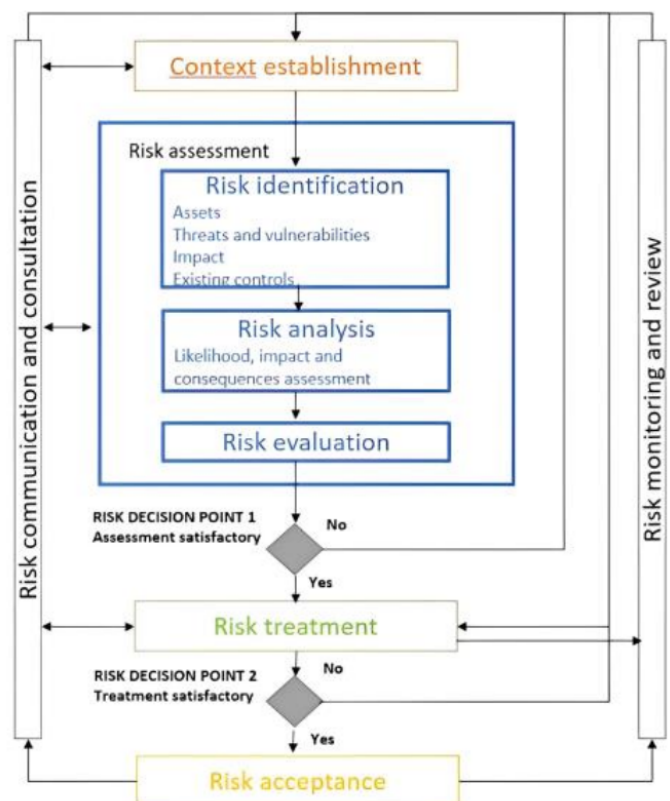 Context establishment
Risk assessment
Risk identification
Assets
Threats and vulnerabilities
Impact
Existing controls
Risk analysis
Likelihood, impact and
consequences assessment
Risk evaluation
RISK DECISION POINT 1
Assessment satisfactory
No
Yes
Risk treatment
RISK DECISION POINT 2
Treatment satisfactory
No
Yes
Risk acceptance
Risk communication and consultation
Risk monitoring and review